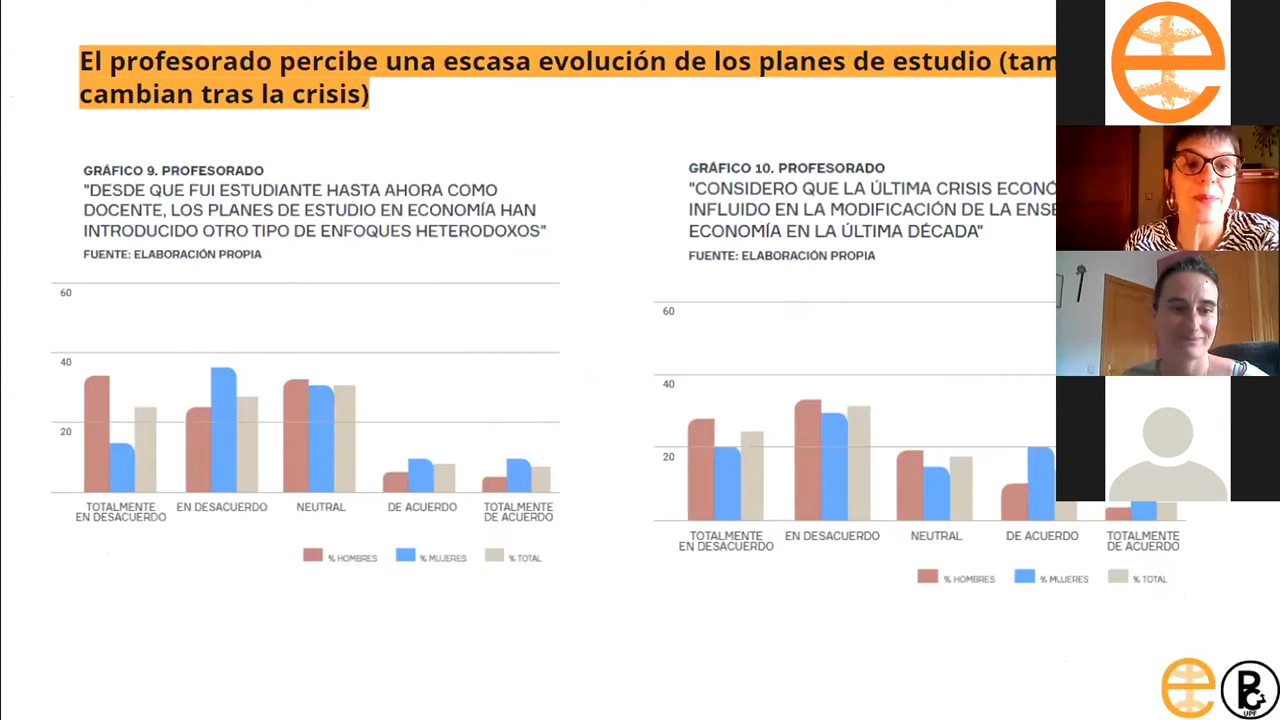 El profesorado percibe una escasa evolución de los planes de estudio (tam
cambian tras la crisis)
GRÁFICO 9. PROFESORADO
"DESDE QUE FUI ESTUDIANTE HASTA AHORA COMO
DOCENTE, LOS PLANES DE ESTUDIO EN ECONOMÍA HAN
INTRODUCIDO OTRO TIPO DE ENFOQUES HETERODOXOS"
FUENTE: ELABORACIÓN PROPIA
60
40
20
TOTALMENTE
EN DESACUERDO
EN DESACUERDO
NEUTRAL
DE ACUERDO
TOTALMENTE
DE ACUERDO
% HOMBRES
% MUJERES
% TOTAL
GRÁFICO 10. PROFESORADO
"CONSIDERO QUE LA ÚLTIMA CRISIS ECONÓ
INFLUIDO EN LA MODIFICACIÓN DE LA ENSE
ECONOMÍA EN LA ÚLTIMA DÉCADA"
FUENTE: ELABORACIÓN PROPIA
60
40
20
TOTALMENTE
EN DESACUERDO
EN DESACUERDO
NEUTRAL
DE ACUERDO
TOTALMENTE
DE ACUERDO
% HOMBRES
% MUJERES
% TOTAL
UPF